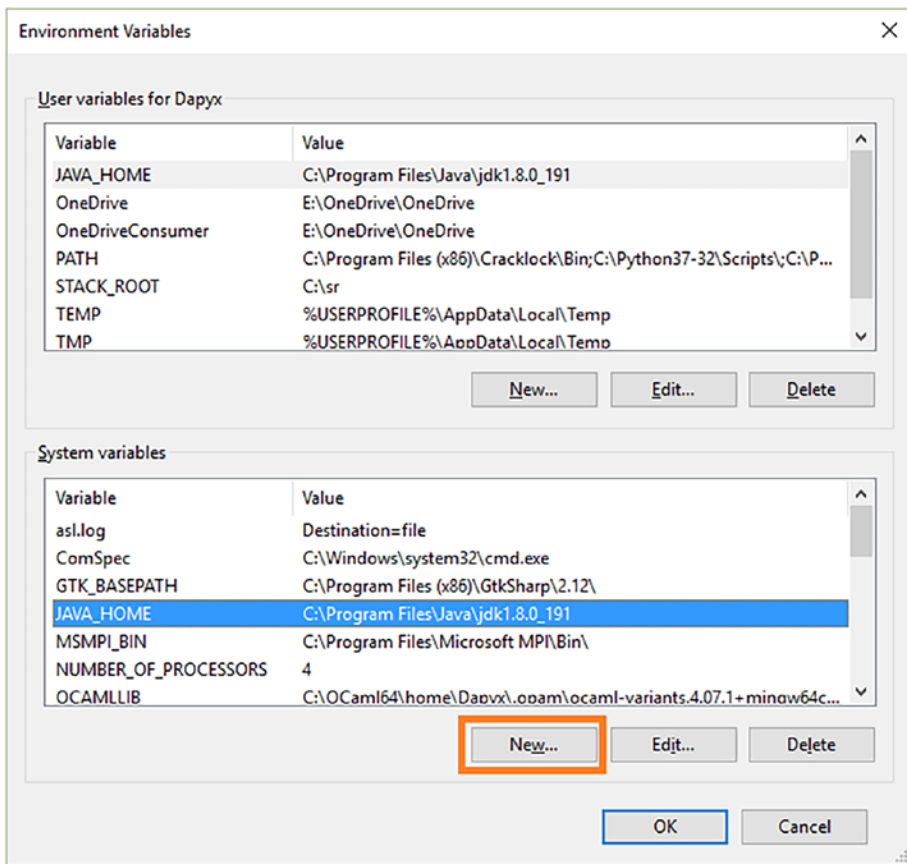 Environment Variables
User variables for Dapyx
Variable Value
JAVA_HOME C:\Program Files\Java\jdk1.8.0_191
OneDrive E:\OneDrive\OneDrive
OneDriveConsumer E:\OneDrive\OneDrive
PATH C:\Program Files (x86)\Cracklock\Bin;C:\Python37-32\Scripts\;C:\P...
STACK_ROOT C:\sr
TEMP %USERPROFILE%\AppData\Local\Temp
TMP %USERPROFILE%\AppData\Local\Temp
New... Edit... Delete
System variables
Variable Value
asl.log Destination=file
ComSpec C:\Windows\system32\cmd.exe
GTK_BASEPATH C:\Program Files (x86)\GtkSharp\2.12\
JAVA_HOME C:\Program Files\Java\jdk1.8.0_191
MSMPI_BIN C:\Program Files\Microsoft MPI\Bin\
NUMBER_OF_PROCESSORS 4
OCAMLLIB C:\OCaml64\home\Dapyx\.opam\ocaml-variants.4.07.1+mingw64c...
New... Edit... Delete
OK Cancel